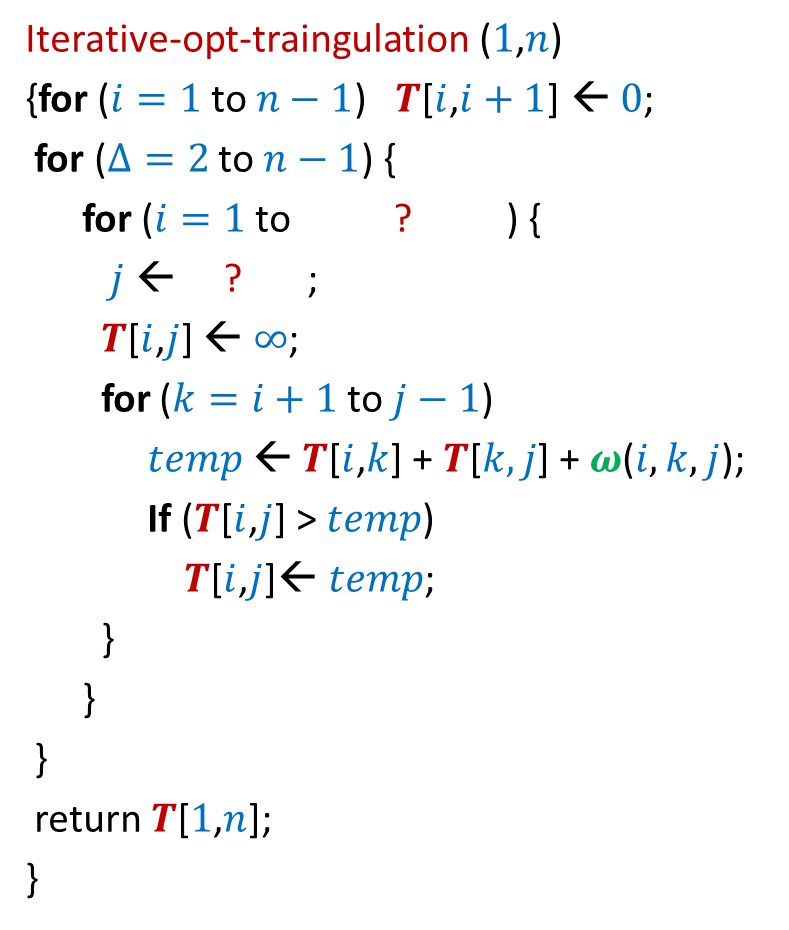 Iterative-opt-traingulation (1,n)
{for (i = 1 to n − 1) T[i,i + 1] ← 0;
for (Δ = 2 to n − 1) {
for (i = 1 to ? ) {
j ← ? ;
T[i,j] ← ∞;
for (k = i + 1 to j − 1)
temp ← T[i,k] + T[k,j] + ω(i, k, j);
If (T[i,j] > temp)
T[i,j]← temp;
}
}
}
return T[1,n];
}